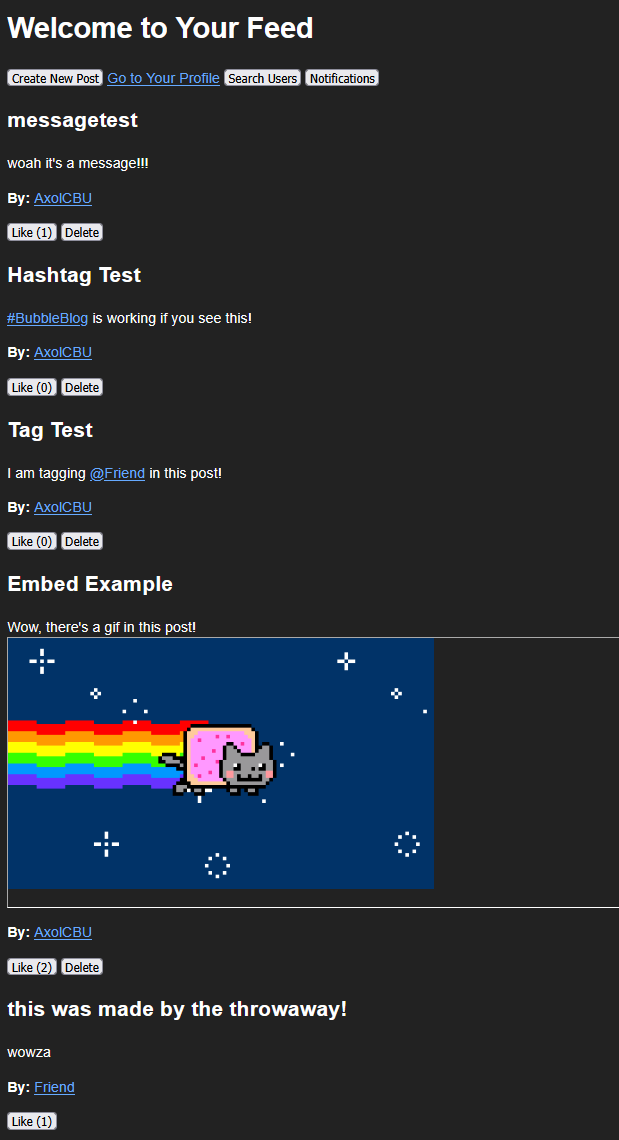 Welcome to Your Feed
Create New Post Go to Your Profile Search Users Notifications
messagetest
woah it's a message!!!
By: AxolCBU
Like (1) Delete
Hashtag Test
#BubbleBlog is working if you see this!
By: AxolCBU
Like (0) Delete
Tag Test
I am tagging @Friend in this post!
By: AxolCBU
Like (0) Delete
Embed Example
Wow, there's a gif in this post!
By: AxolCBU
Like (2) Delete
this was made by the throwaway!
wowza
By: Friend
Like (1)